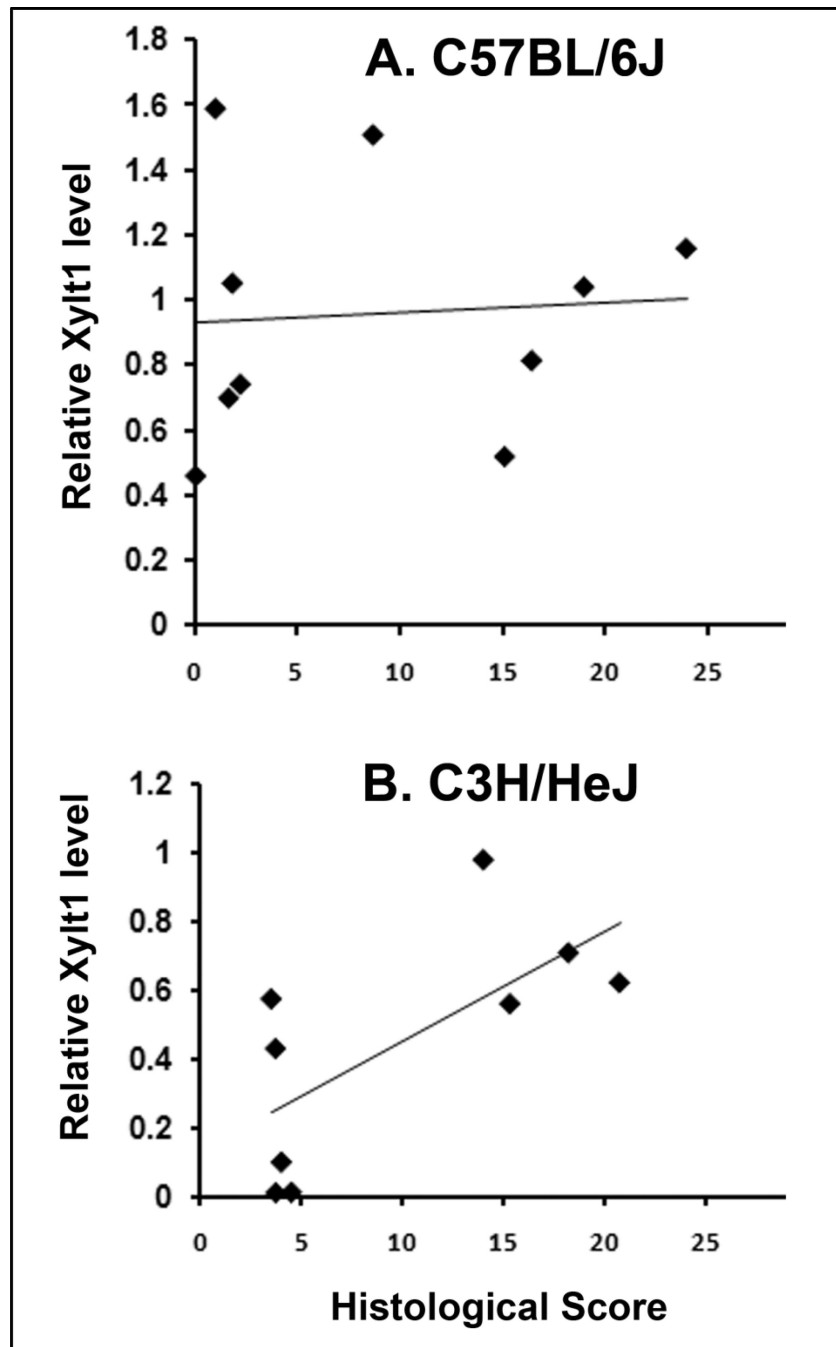 A. C57BL/6J
Relative Xylt1 level
1.8
1.6
1.4
1.2
1
0.8
0.6
0.4
0.2
0
0 5 10 15 20 25
B. C3H/HeJ
Relative Xylt1 level
1.2
1
0.8
0.6
0.4
0.2
0
0 5 10 15 20 25
Histological Score